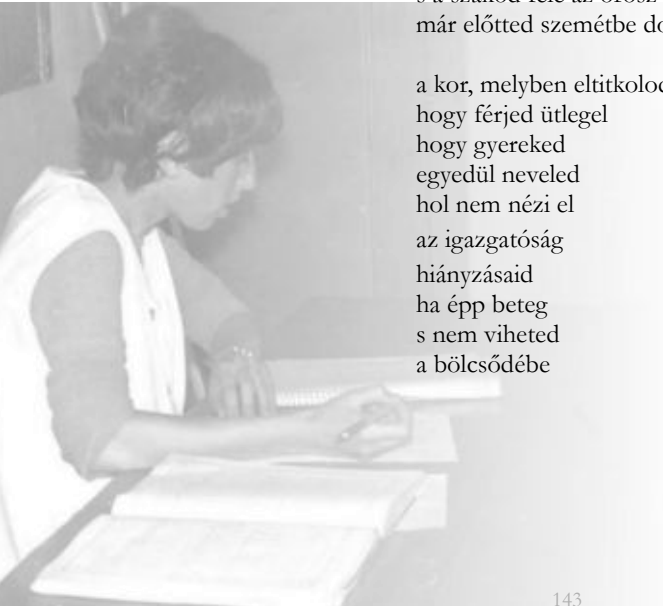 már előtted szemétbe
a kor, melyben
hogy férjed ütlegel
hogy gyereked
egyedül neveled
hol nem nézi el
az igazgatóság
hiányzásaid
ha épp beteg
s nem viheted
a bölcsődébe
143